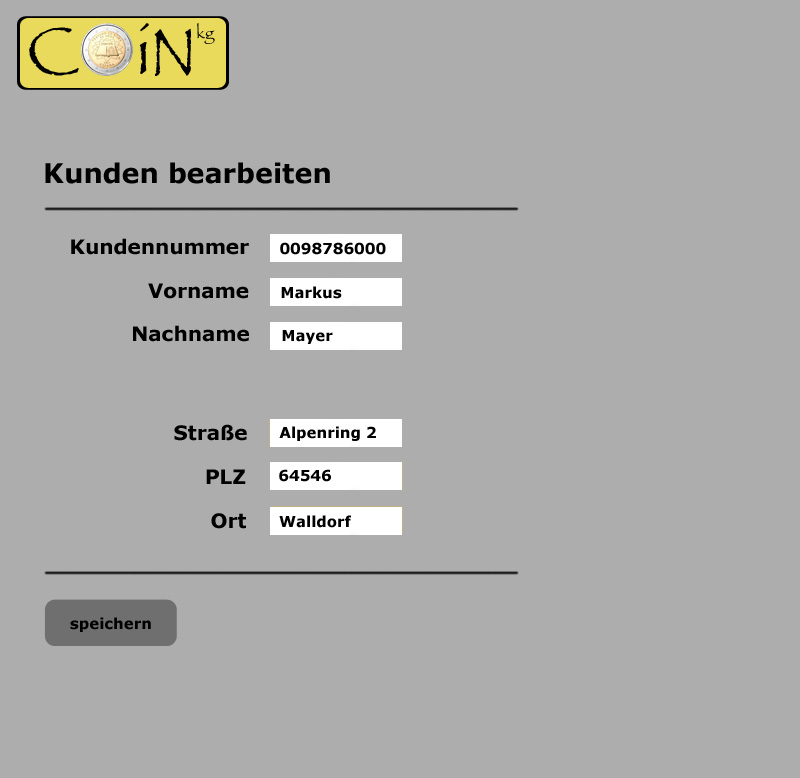 COiN kg
Kunden bearbeiten
Kundennummer 0098786000
Vorname Markus
Nachname Mayer
Straße Alpenring 2
PLZ 64546
Ort Walldorf
speichern